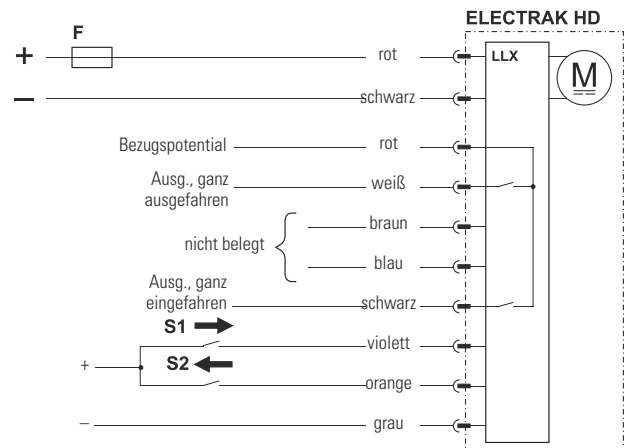 ELECTRAK HD
F
+ rot LLX
M
– schwarz
Bezugspotential rot
Ausg., ganz
ausgefahren weiß
braun
nicht belegt
blau
Ausg., ganz
eingefahren schwarz
S1
violett
+ S2
orange
– grau